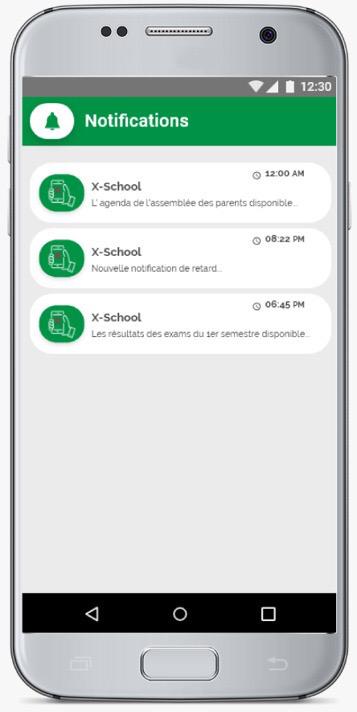 12:30
Notifications
12:00 AM
X-School
L' agenda de l'assemblée des parents disponible...
08:22 PM
X-School
Nouvelle notification de retard...
06:45 PM
X-School
Les résultats des exams du 1er semestre disponible...